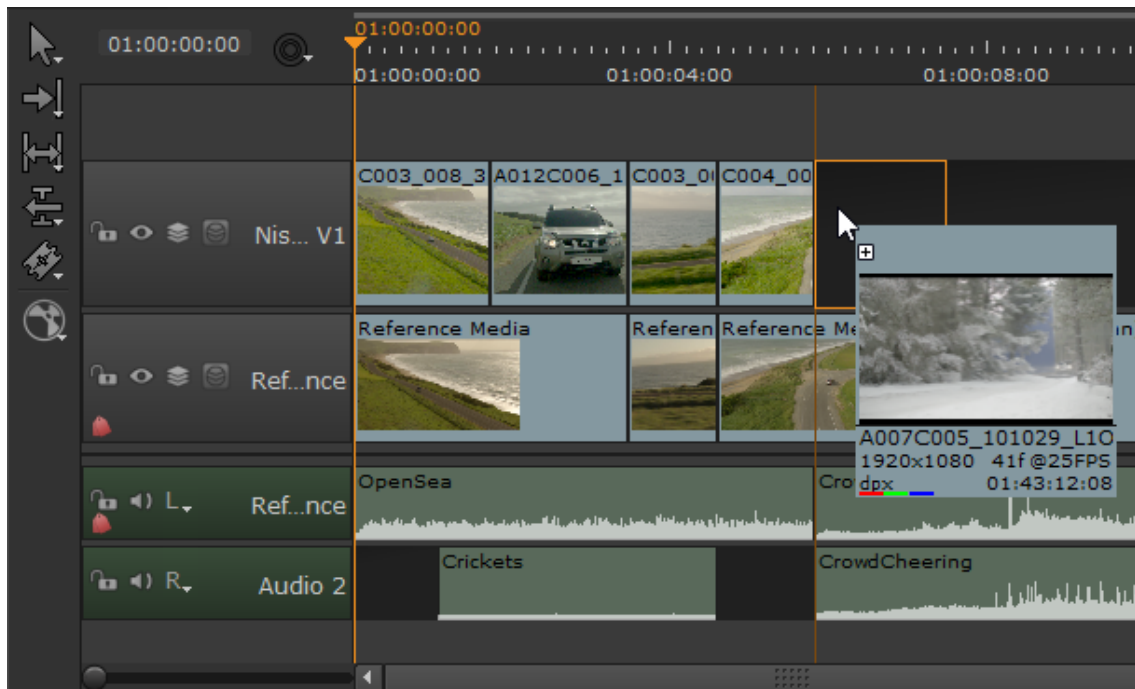 01:00:00:00
01:00:00:00
01:00:00:00 01:00:04:00 01:00:08:00
C003_008_3 A012C006_1 C003_0 C004_00
Nis... V1
Reference Media Referen Reference Me
Ref...nce
A007C005_101029_L1O
1920x1080 41f@25FPS
dpx 01:43:12:08
OpenSea Cro
L Ref...nce
Crickets CrowdCheering
R Audio 2